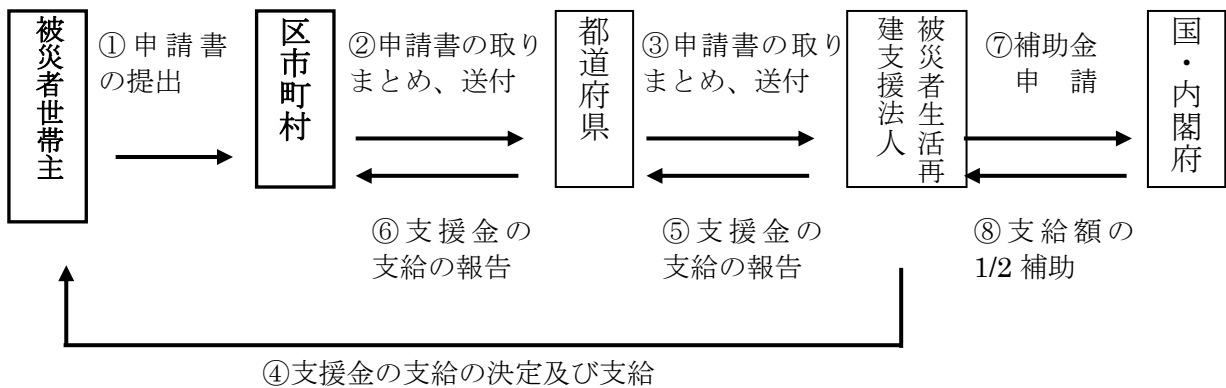 被災者世帯主
①申請書
の提出
区市町村
②申請書の取り
まとめ、送付
都道府県
③申請書の取り
まとめ、送付
被災者生活再
建支援法人
⑦補助金
申請
国・内閣府
⑥支援金の
支給の報告
⑤支援金の
支給の報告
⑧支給額の
1/2 補助
④支援金の支給の決定及び支給